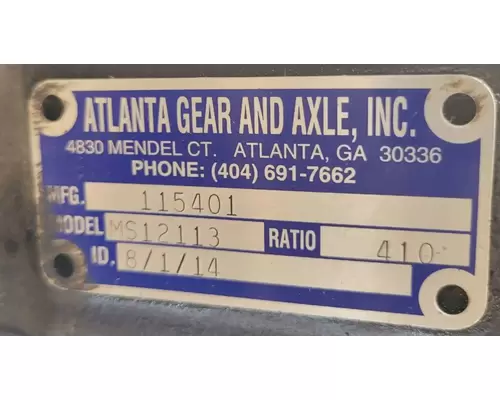 ATLANTA GEAR AND AXLE, INC.
4830 MENDEL CT. ATLANTA, GA 30336
PHONE: (404) 691-7662
MFG. 115401
MODEL MS12113 RATIO 410
ID. 8/1/14